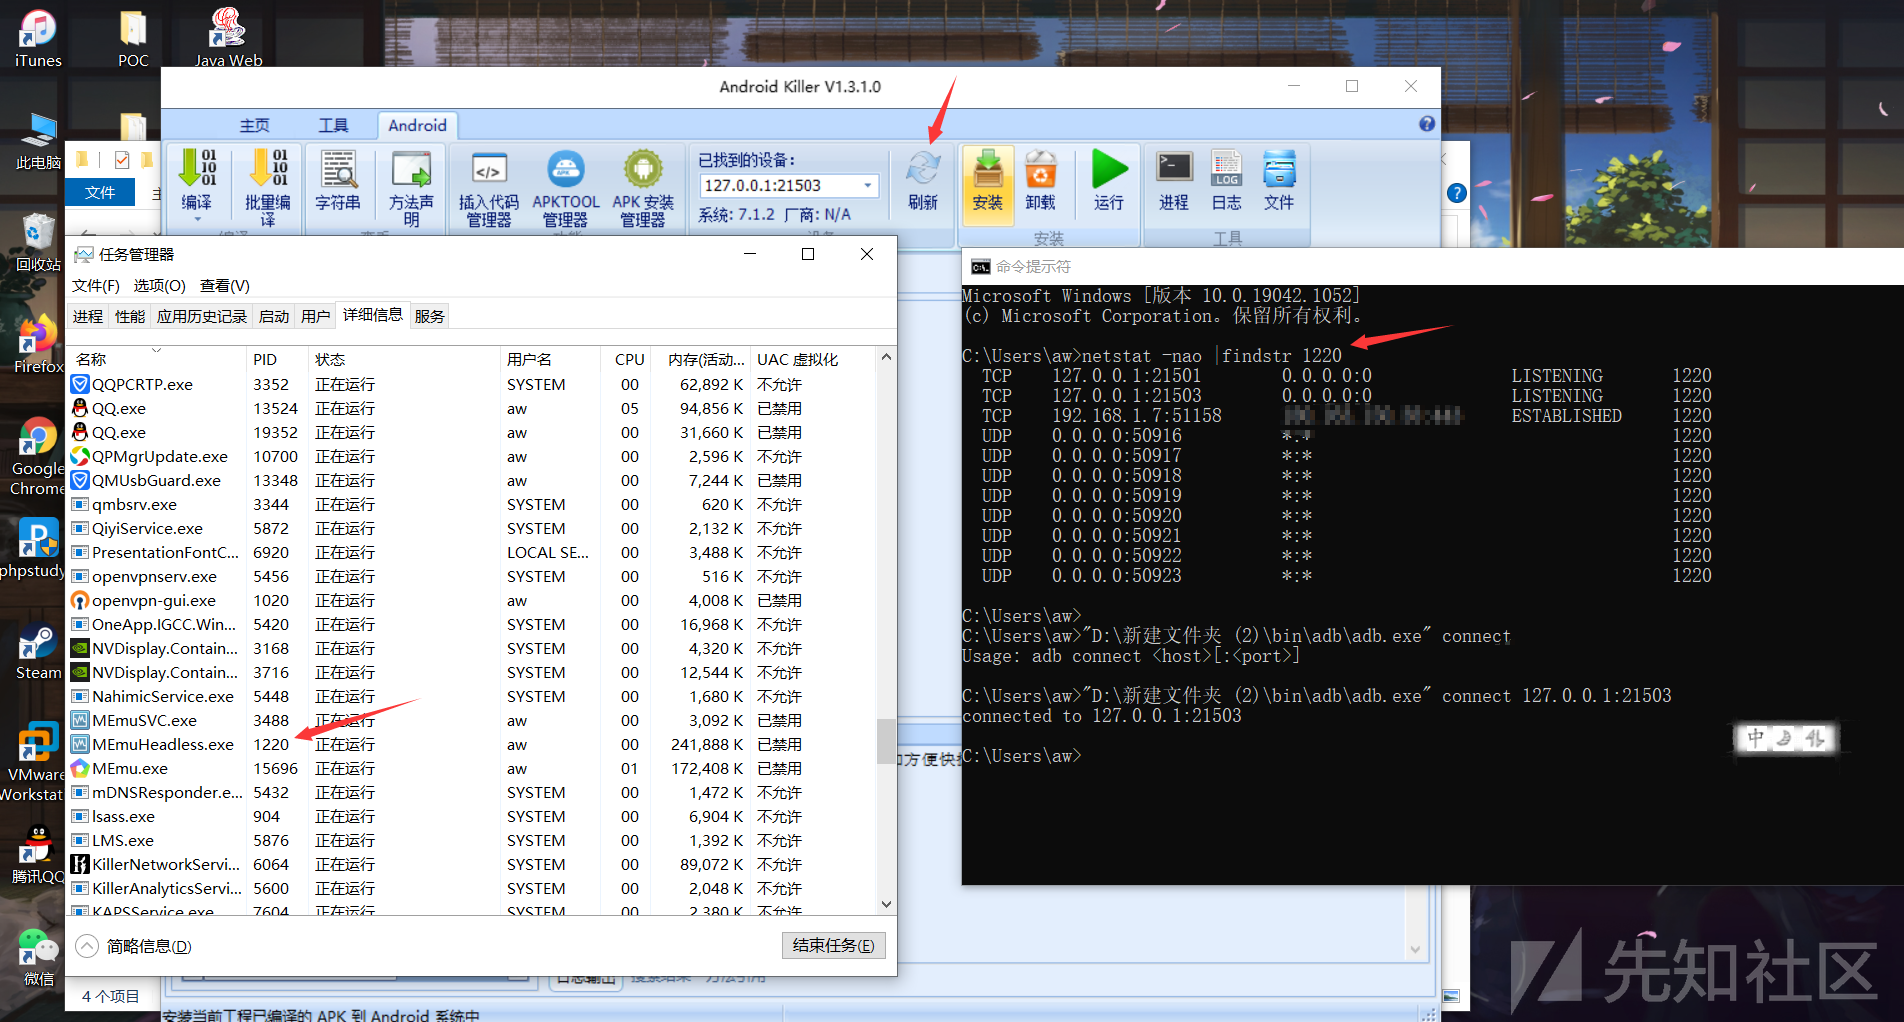 iTunes
POC
Java Web
此电脑
回收站
Firefox
Google
Chrome
phpstudy
Steam
VMware
Workstat
腾讯QQ
微信
文件
4 个项目
Android Killer V1.3.1.0
主页 工具 Android
编译
批量编
译
字符串
方法声
明
插入代码
管理器
APKTOOL
管理器
APK 安装
管理器
已找到的设备:
127.0.0.1:21503
系统: 7.1.2 厂商: N/A
刷新
安装
卸载
运行
安装
进程
日志
文件
工具
LOG
任务管理器
文件(F) 选项(O) 查看(V)
进程 性能 应用历史记录 启动 用户 详细信息 服务
名称 PID 状态 用户名 CPU 内存(活动... UAC 虚拟化
QQPCRTP.exe 3352 正在运行 SYSTEM 00 62,892 K 不允许
QQ.exe 13524 正在运行 aw 05 94,856 K 已禁用
QQ.exe 19352 正在运行 aw 00 31,660 K 已禁用
QPMgrUpdate.exe 10700 正在运行 aw 00 2,596 K 不允许
QMUsbGuard.exe 13348 正在运行 aw 00 7,244 K 已禁用
qmbsrv.exe 3344 正在运行 SYSTEM 00 620 K 不允许
QiyiService.exe 5872 正在运行 SYSTEM 00 2,132 K 不允许
PresentationFontC... 6920 正在运行 LOCAL SE... 00 3,488 K 不允许
openvpnserv.exe 5456 正在运行 SYSTEM 00 516 K 不允许
openvpn-gui.exe 1020 正在运行 aw 00 4,008 K 已禁用
OneApp.IGCC.Win... 5420 正在运行 SYSTEM 00 16,968 K 不允许
NVDisplay.Contain... 3168 正在运行 SYSTEM 00 4,320 K 不允许
NVDisplay.Contain... 3716 正在运行 SYSTEM 00 12,544 K 不允许
NahimicService.exe 5448 正在运行 SYSTEM 00 1,680 K 不允许
MEmuSVC.exe 3488 正在运行 aw 00 3,092 K 已禁用
MEmuHeadless.exe 1220 正在运行 aw 00 241,888 K 已禁用
MEmu.exe 15696 正在运行 aw 01 172,408 K 已禁用
mDNSResponder.e... 5432 正在运行 SYSTEM 00 1,472 K 不允许
lsass.exe 904 正在运行 SYSTEM 00 6,904 K 不允许
LMS.exe 5876 正在运行 SYSTEM 00 1,392 K 不允许
KillerNetworkServi... 6064 正在运行 SYSTEM 00 89,072 K 不允许
KillerAnalyticsServi... 5600 正在运行 SYSTEM 00 2,048 K 不允许
KAPSService.exe 7604 正在运行 SYSTEM 00 2,380 K 不允许
简略信息(D)
结束任务(E)
方便快
日志输出 搜索结果 方法引用
安装当前工程已编译的 APK 到 Android 系统中
命令提示符
Microsoft Windows [版本 10.0.19042.1052]
(c) Microsoft Corporation。保留所有权利。
C:\Users\aw>netstat -nao |findstr 1220
TCP 127.0.0.1:21501 0.0.0.0:0 LISTENING 1220
TCP 127.0.0.1:21503 0.0.0.0:0 LISTENING 1220
TCP 192.168.1.7:51158 ESTABLISHED 1220
UDP 0.0.0.0:50916 *:* 1220
UDP 0.0.0.0:50917 *:* 1220
UDP 0.0.0.0:50918 *:* 1220
UDP 0.0.0.0:50919 *:* 1220
UDP 0.0.0.0:50920 *:* 1220
UDP 0.0.0.0:50921 *:* 1220
UDP 0.0.0.0:50922 *:* 1220
UDP 0.0.0.0:50923 *:* 1220
C:\Users\aw>
C:\Users\aw>"D:\新建文件夹 (2)\bin\adb\adb.exe" connect
Usage: adb connect <host>[:<port>]
C:\Users\aw>"D:\新建文件夹 (2)\bin\adb\adb.exe" connect 127.0.0.1:21503
connected to 127.0.0.1:21503
C:\Users\aw>
中
先知社区